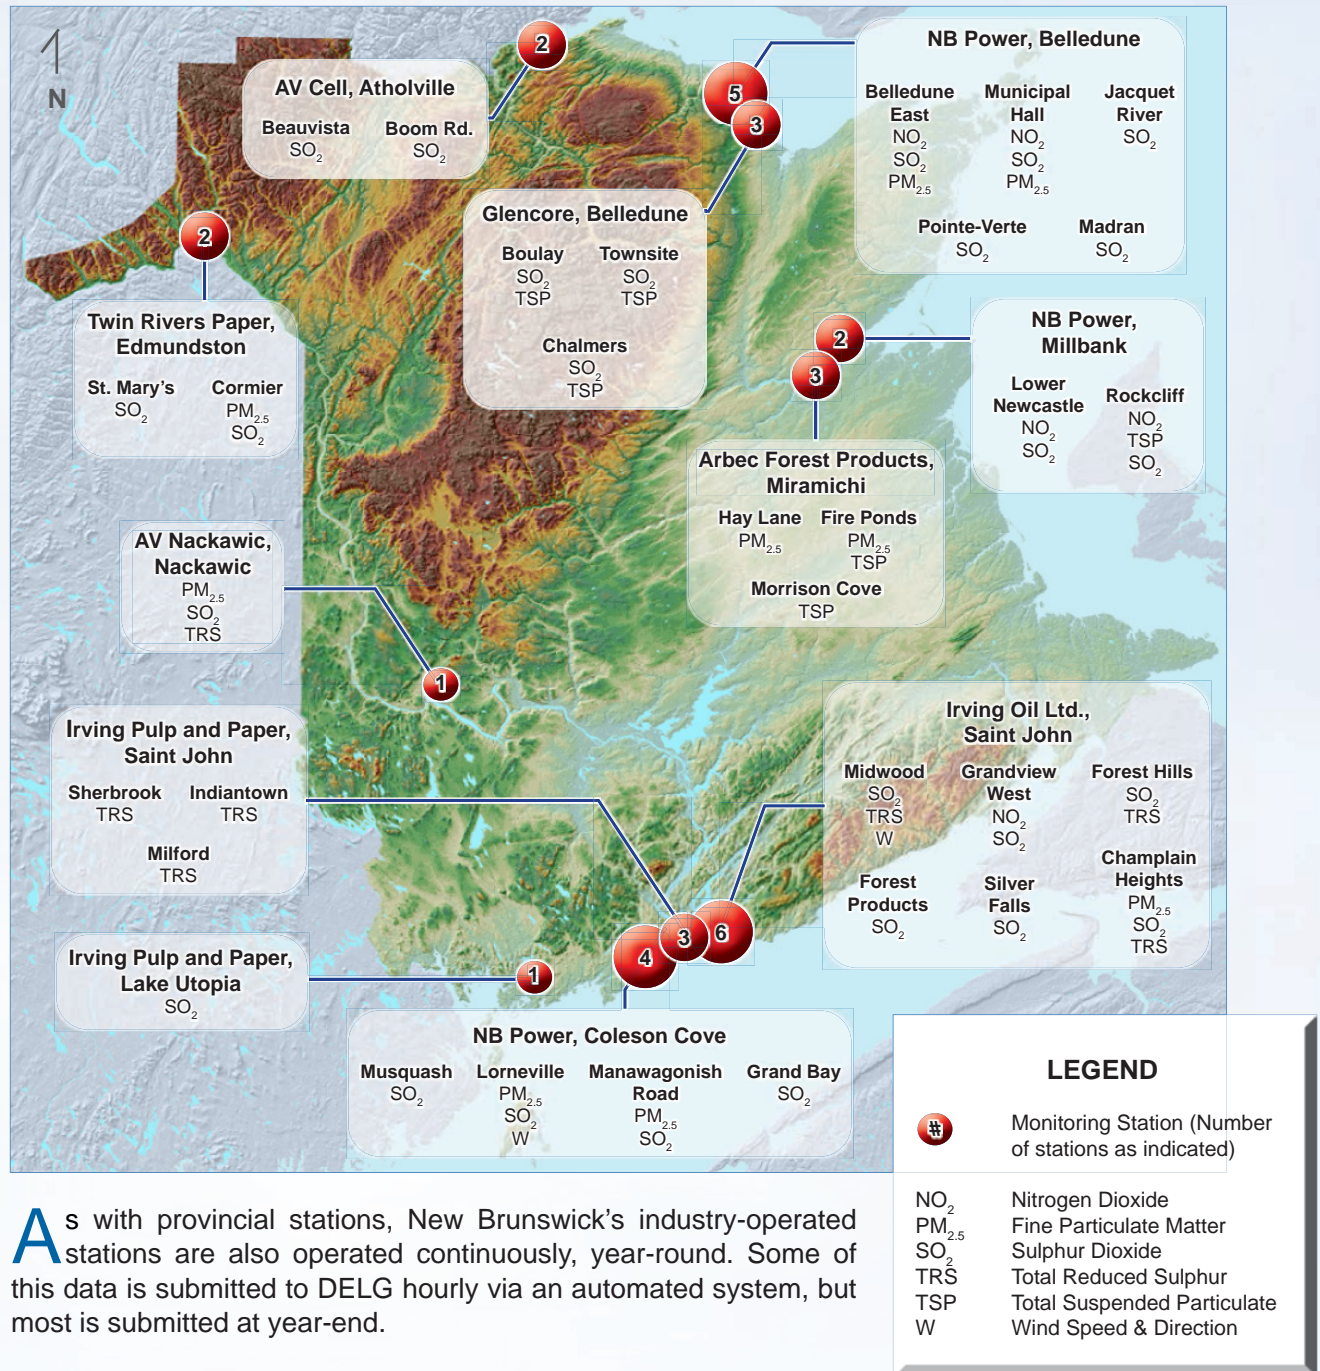 N
AV Cell, Atholville
Beauvista
SO2
Boom Rd.
SO2
2
NB Power, Belledune
Belledune
East
NO2
SO2
PM2.5
Municipal
Hall
NO2
SO2
PM2.5
Jacquet
River
SO2
Pointe-Verte
SO2
Madran
SO2
5
3
Glencore, Belledune
Boulay
SO2
TSP
Townsite
SO2
TSP
Chalmers
SO2
TSP
2
Twin Rivers Paper,
Edmundston
St. Mary's
SO2
Cormier
PM2.5
SO2
2
NB Power,
Millbank
Lower
Newcastle
NO2
SO2
Rockcliff
NO2
TSP
SO2
3
Arbec Forest Products,
Miramichi
Hay Lane
PM2.5
Fire Ponds
PM2.5
TSP
Morrison Cove
TSP
AV Nackawic,
Nackawic
PM2.5
SO2
TRS
1
Irving Pulp and Paper,
Saint John
Sherbrook
TRS
Indiantown
TRS
Milford
TRS
Irving Oil Ltd.,
Saint John
Midwood
SO2
TRS
W
Grandview
West
NO2
SO2
Forest Hills
SO2
TRS
Forest
Products
SO2
Silver
Falls
SO2
Champlain
Heights
PM2.5
SO2
TRS
4
3
6
Irving Pulp and Paper,
Lake Utopia
SO2
1
NB Power, Coleson Cove
Musquash
SO2
Lorneville
PM2.5
SO2
W
Manawagonish
Road
PM2.5
SO2
Grand Bay
SO2
LEGEND
# Monitoring Station (Number
of stations as indicated)
NO2 Nitrogen Dioxide
PM2.5 Fine Particulate Matter
SO2 Sulphur Dioxide
TRS Total Reduced Sulphur
TSP Total Suspended Particulate
W Wind Speed & Direction
As with provincial stations, New Brunswick's industry-operated
stations are also operated continuously, year-round. Some of
this data is submitted to DELG hourly via an automated system, but
most is submitted at year-end.